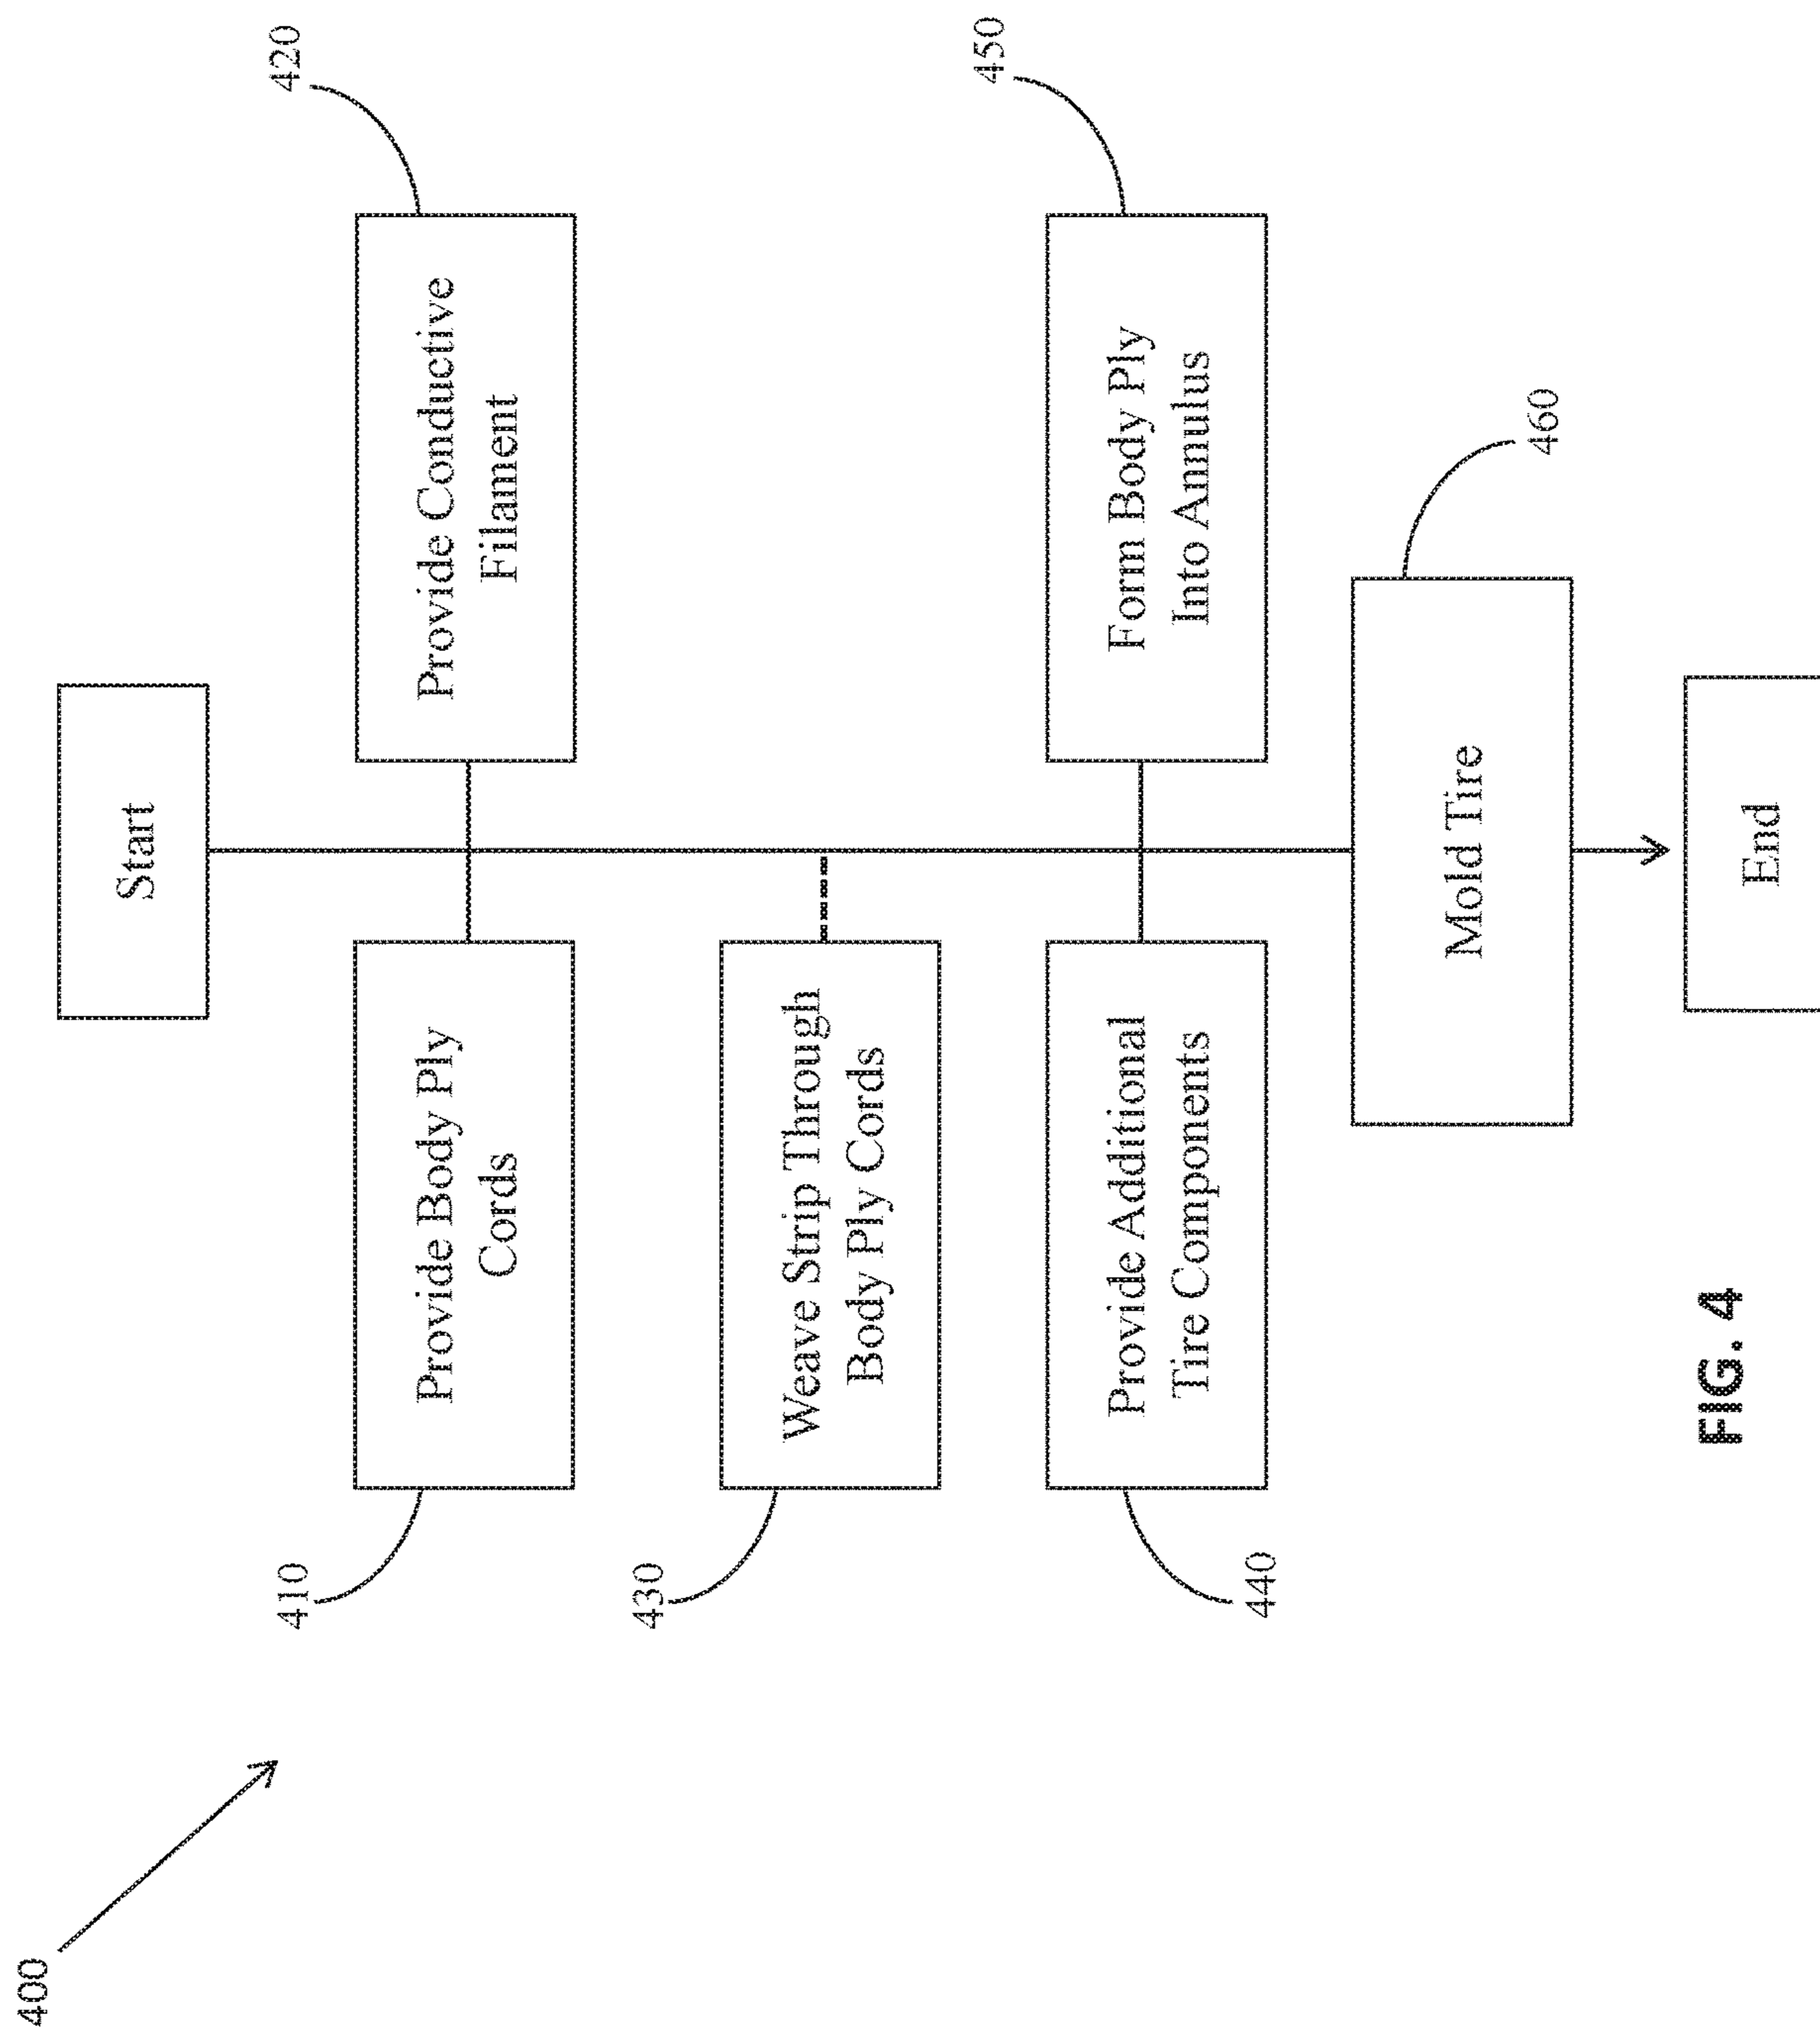 400
Start
410
Provide Body Ply
Cords
420
Provide Conductive
Filament
430
Weave Strip Through
Body Ply Cords
440
Provide Additional
Tire Components
450
Form Body Ply
Into Annulus
460
Mold Tire
End
FIG. 4